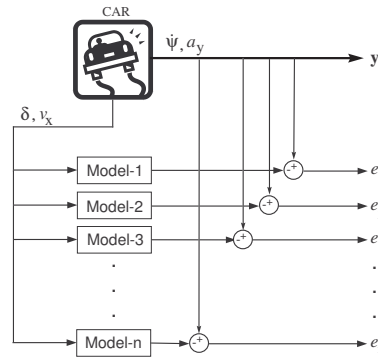 CAR
ψ̇, a_y
y
δ, v_x
Model-1
-+
e
Model-2
-+
e
Model-3
-+
e
Model-n
-+
e